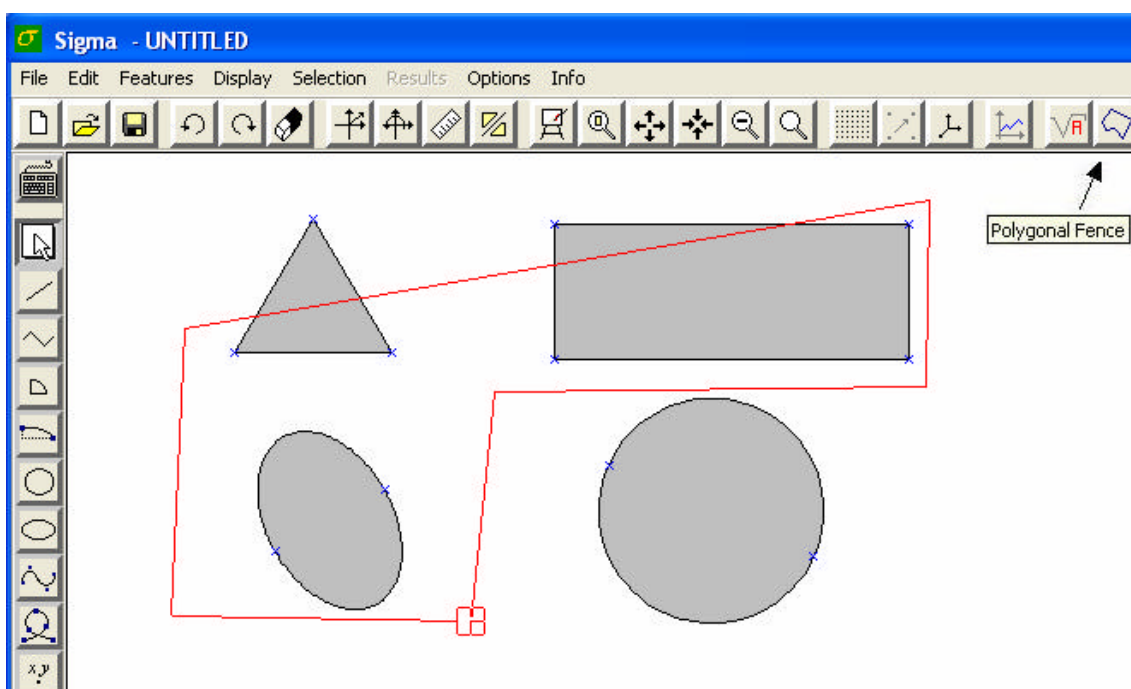 σ Sigma - UNTITLED
File Edit Features Display Selection Results Options Info
√A
Polygonal Fence
x,y